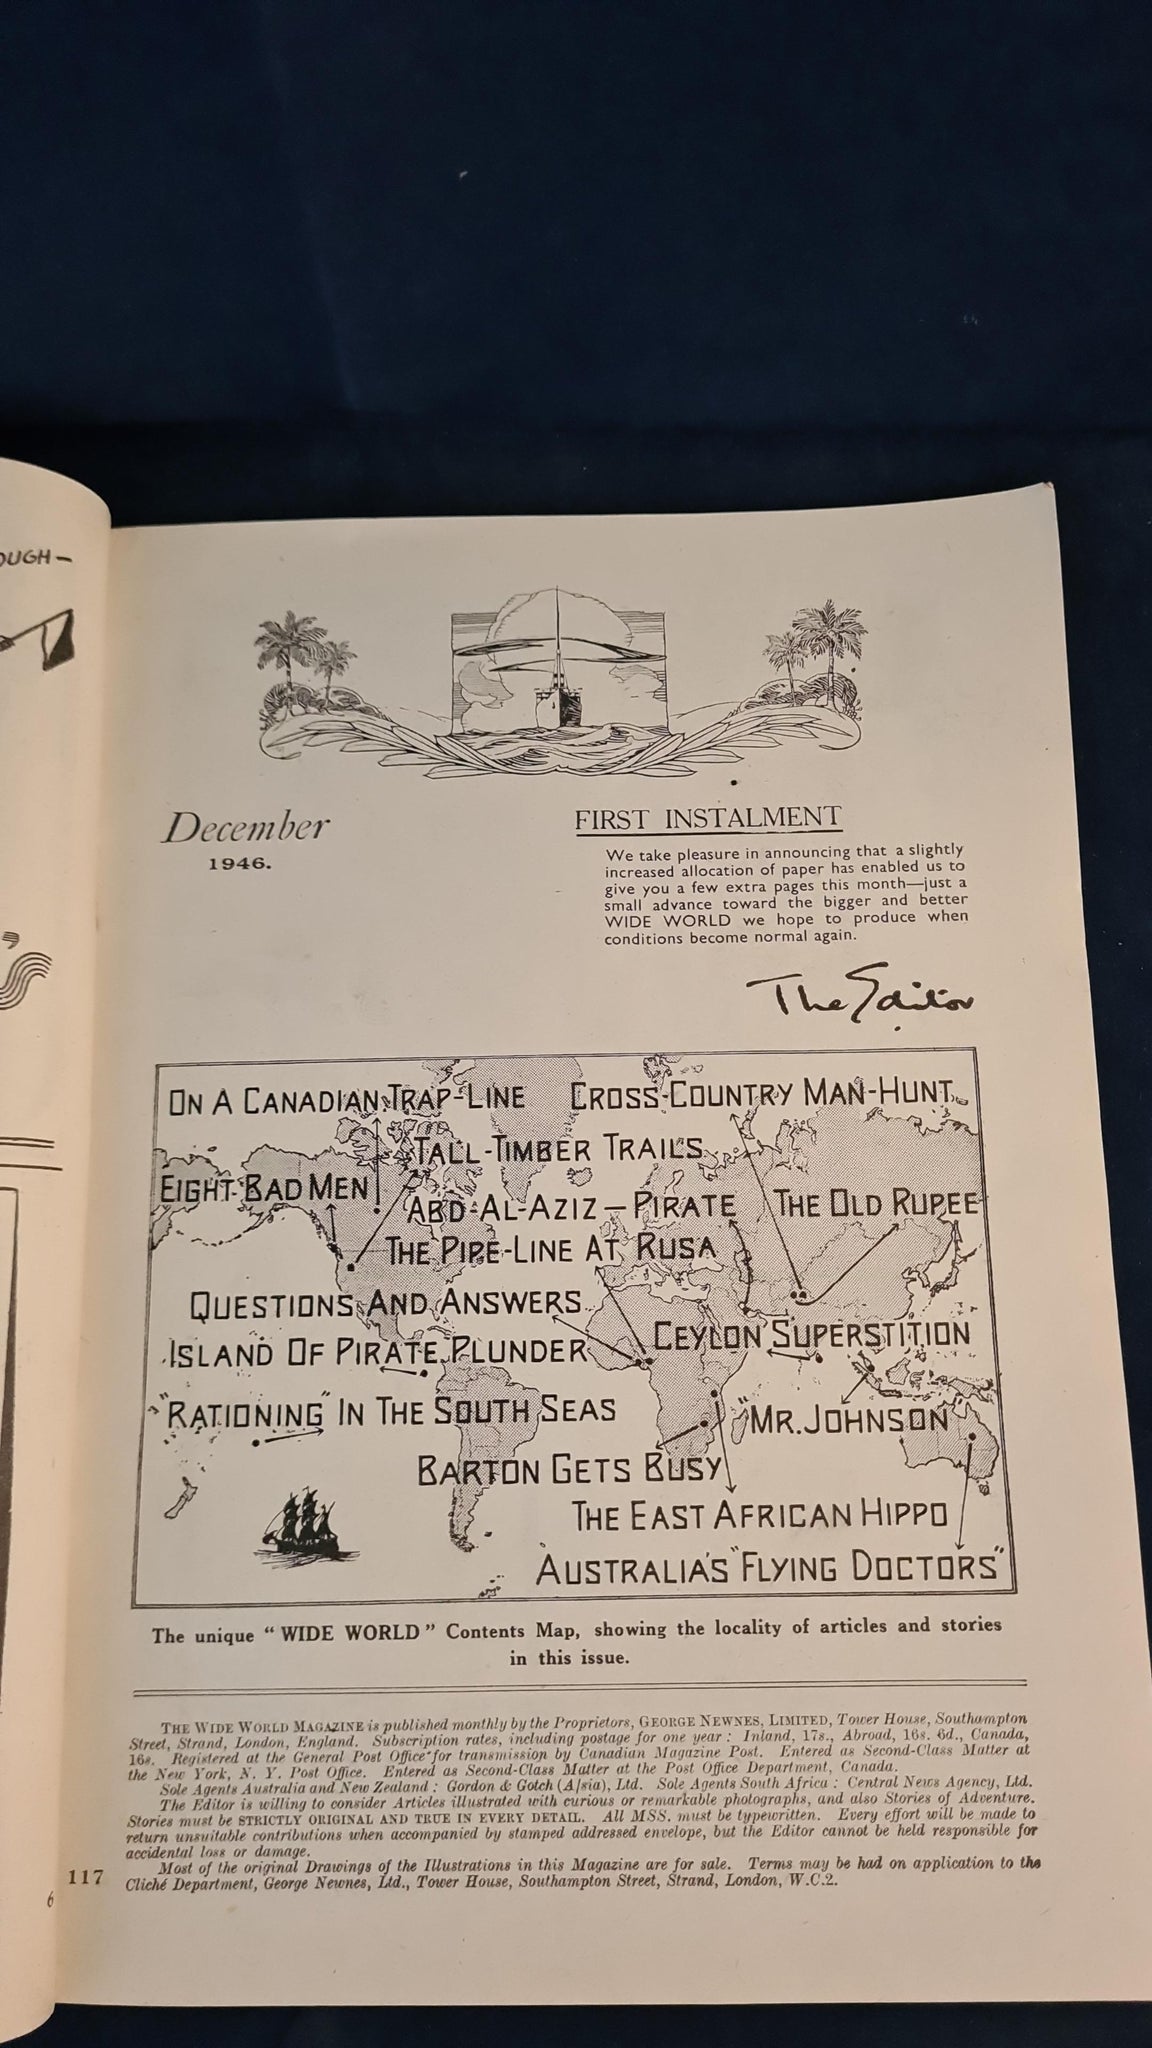 OUGH—
December
1946.
FIRST INSTALMENT
We take pleasure in announcing that a slightly
increased allocation of paper has enabled us to
give you a few extra pages this month—just a
small advance toward the bigger and better
WIDE WORLD we hope to produce when
conditions become normal again.
The Editor
ON A CANADIAN TRAP-LINE
CROSS-COUNTRY MAN-HUNT
TALL-TIMBER TRAILS
EIGHT BAD MEN
ABD-AL-AZIZ—PIRATE
THE OLD RUPEE
THE PIPE-LINE AT RUSA
QUESTIONS AND ANSWERS
CEYLON SUPERSTITION
ISLAND OF PIRATE PLUNDER
"RATIONING" IN THE SOUTH SEAS
"MR. JOHNSON"
BARTON GETS BUSY
THE EAST AFRICAN HIPPO
AUSTRALIA'S "FLYING DOCTORS"
The unique "WIDE WORLD" Contents Map, showing the locality of articles and stories
in this issue.
THE WIDE WORLD MAGAZINE is published monthly by the Proprietors, GEORGE NEWNES, LIMITED, Tower House, Southampton
Street, Strand, London, England. Subscription rates, including postage for one year: Inland, 17s., Abroad, 16s. 6d., Canada,
16s. Registered at the General Post Office for transmission by Canadian Magazine Post. Entered as Second-Class Matter at
the New York, N. Y. Post Office. Entered as Second-Class Matter at the Post Office Department, Canada.
Sole Agents Australia and New Zealand: Gordon & Gotch (A/sia), Ltd. Sole Agents South Africa: Central News Agency, Ltd.
The Editor is willing to consider Articles illustrated with curious or remarkable photographs, and also Stories of Adventure.
Stories must be STRICTLY ORIGINAL AND TRUE IN EVERY DETAIL. All MSS. must be typewritten. Every effort will be made to
return unsuitable contributions when accompanied by stamped addressed envelope, but the Editor cannot be held responsible for
accidental loss or damage.
Most of the original Drawings of the Illustrations in this Magazine are for sale. Terms may be had on application to the
Cliché Department, George Newnes, Ltd., Tower House, Southampton Street, Strand, London, W.C.2.
117
6